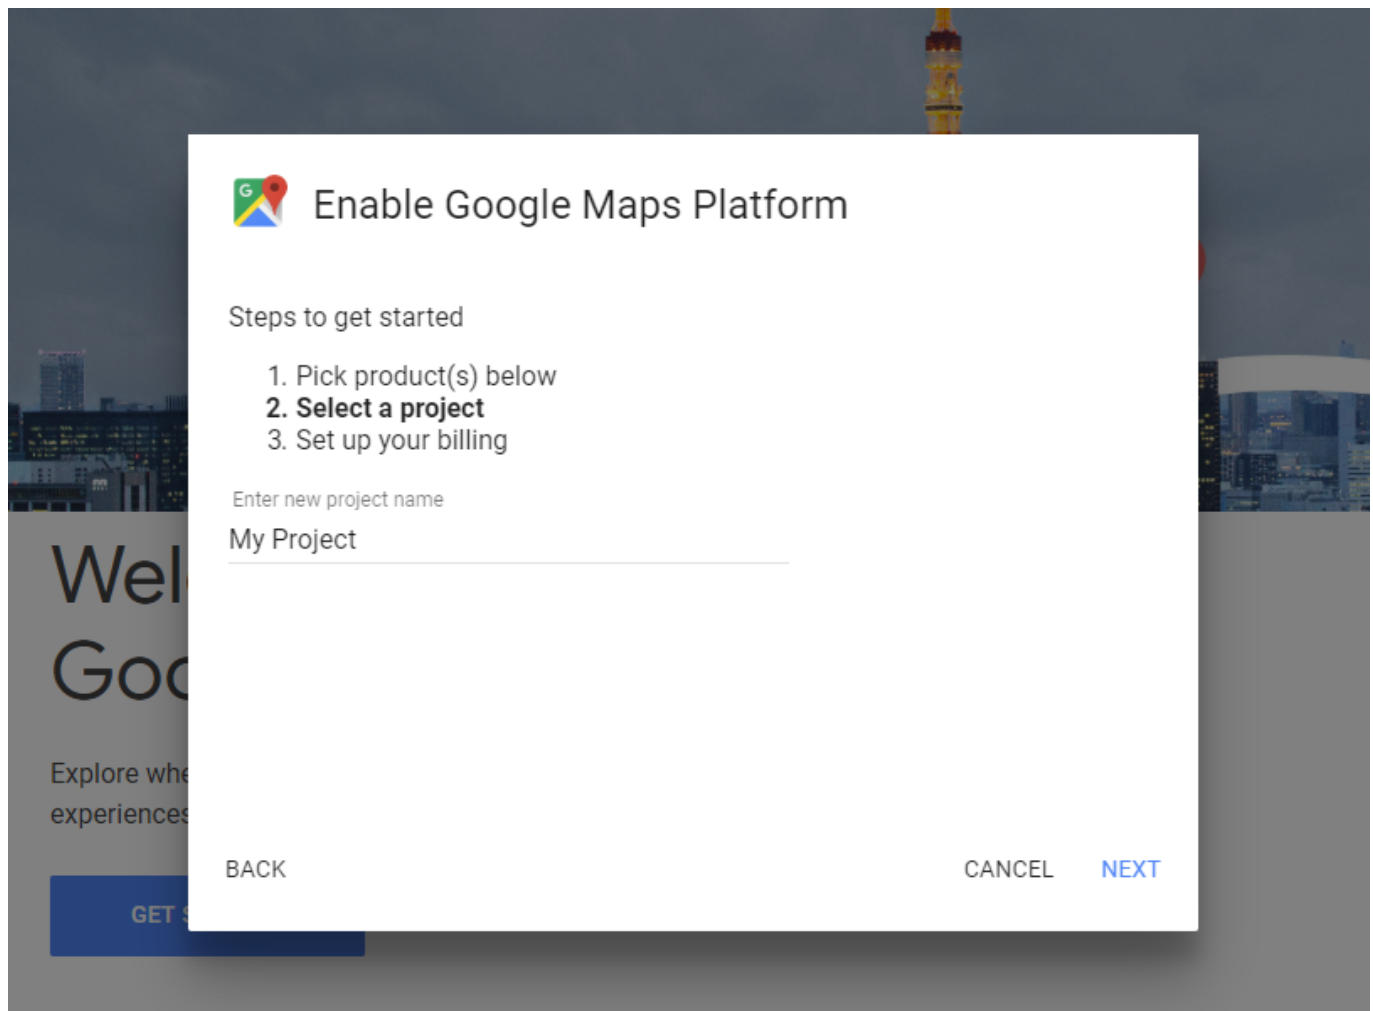 Enable Google Maps Platform
Steps to get started
1. Pick product(s) below
2. Select a project
3. Set up your billing
Enter new project name
My Project
BACK
CANCEL
NEXT
Wel
Goo
Explore whe
experiences
GET S
G